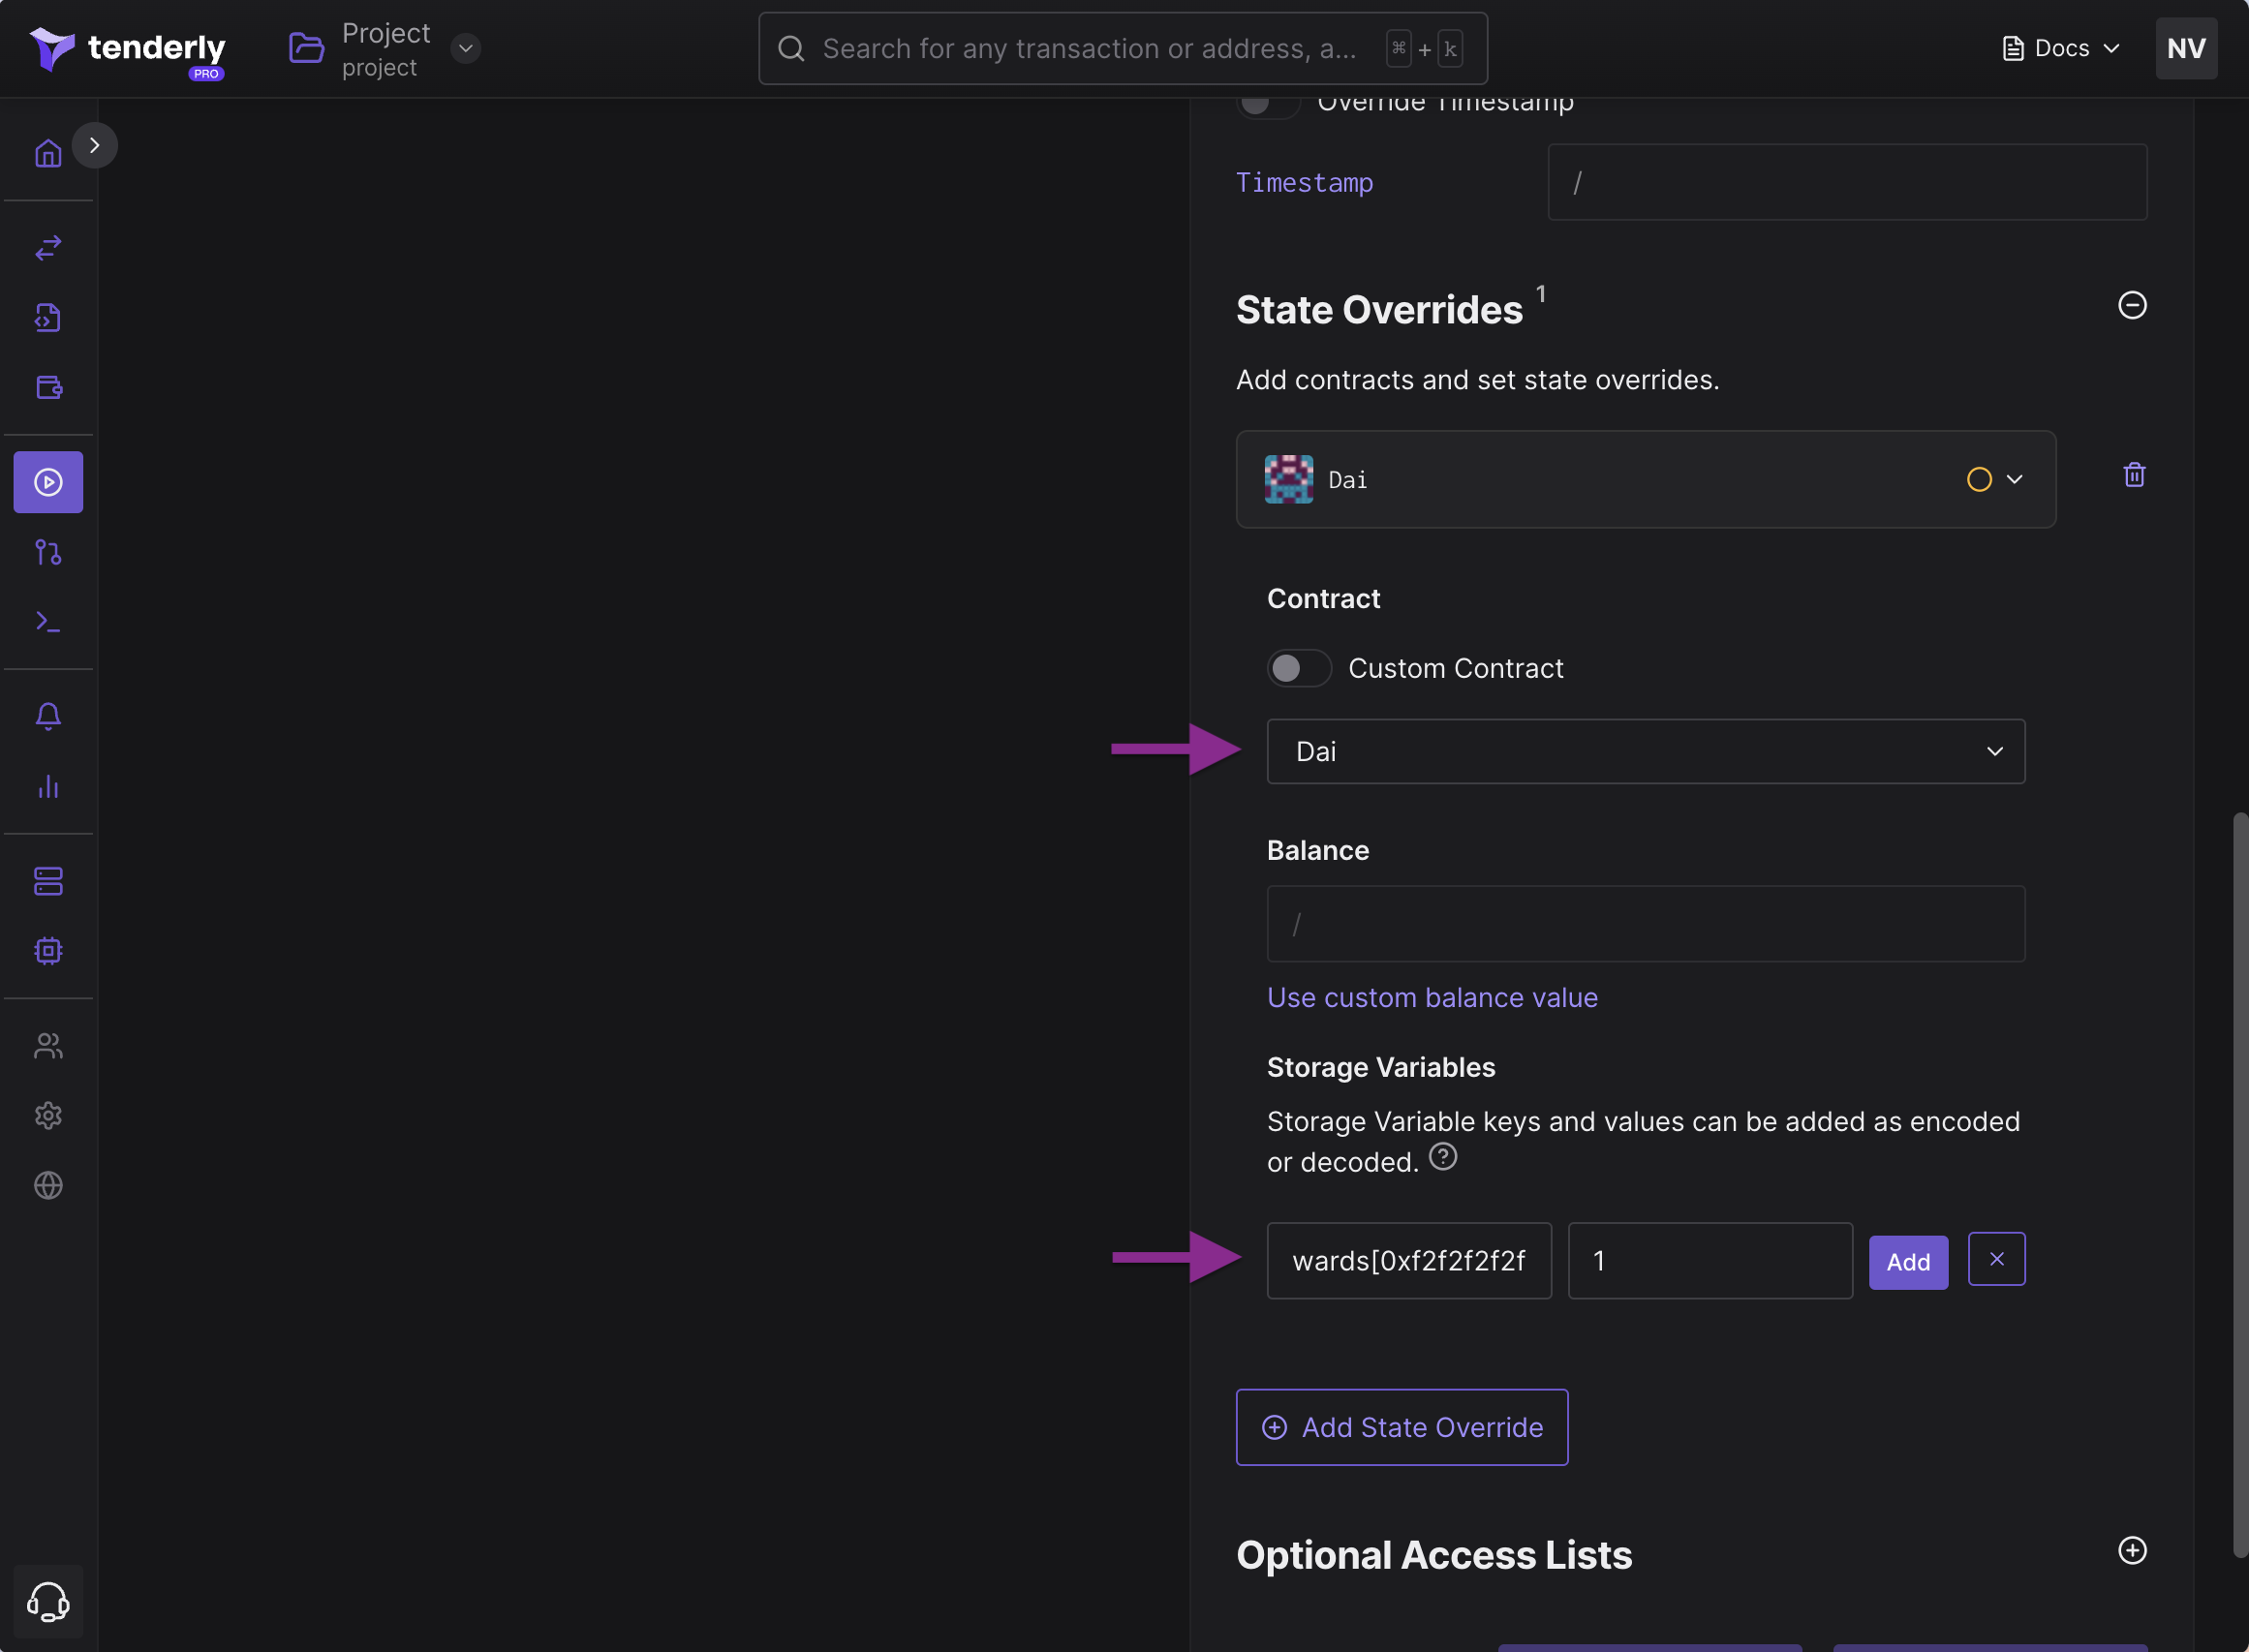 tenderly
PRO
Project
project
Search for any transaction or address, a...
⌘ + k
Docs
NV
Override Timestamp
Timestamp
/
State Overrides 1
Add contracts and set state overrides.
Dai
Contract
Custom Contract
Dai
Balance
/
Use custom balance value
Storage Variables
Storage Variable keys and values can be added as encoded
or decoded. ?
wards[0xf2f2f2f2f
1
Add
Add State Override
Optional Access Lists